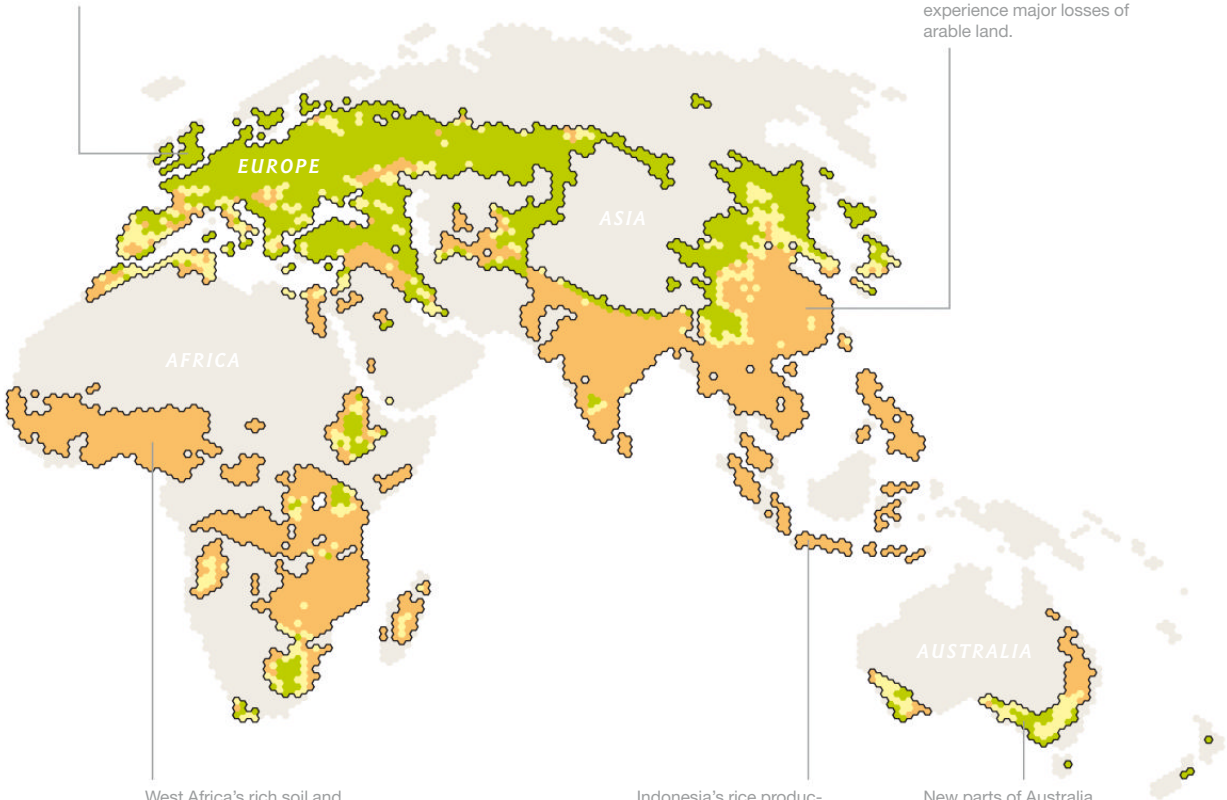 experience major losses of
arable land.
EUROPE
ASIA
AFRICA
AUSTRALIA
West Africa's rich soil and
Indonesia's rice produc-
New parts of Australia